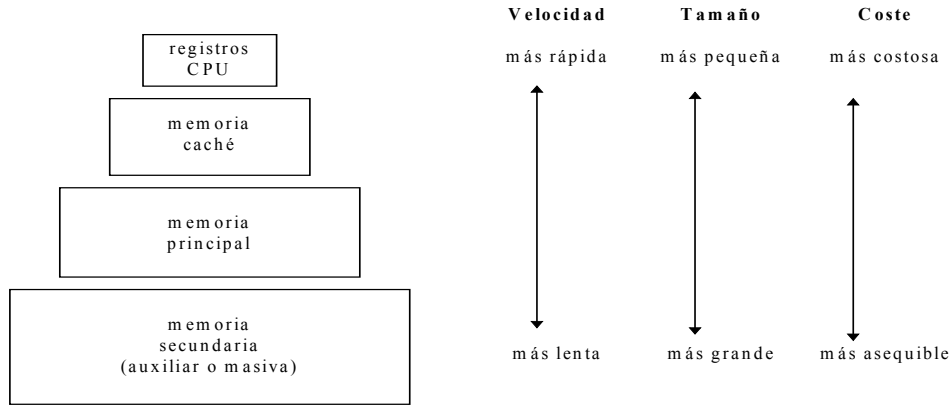 registros
CPU
memoria
caché
memoria
principal
memoria
secundaria
(auxiliar o masiva)
Velocidad Tamaño Coste
más rápida más pequeña más costosa
más lenta más grande más asequible